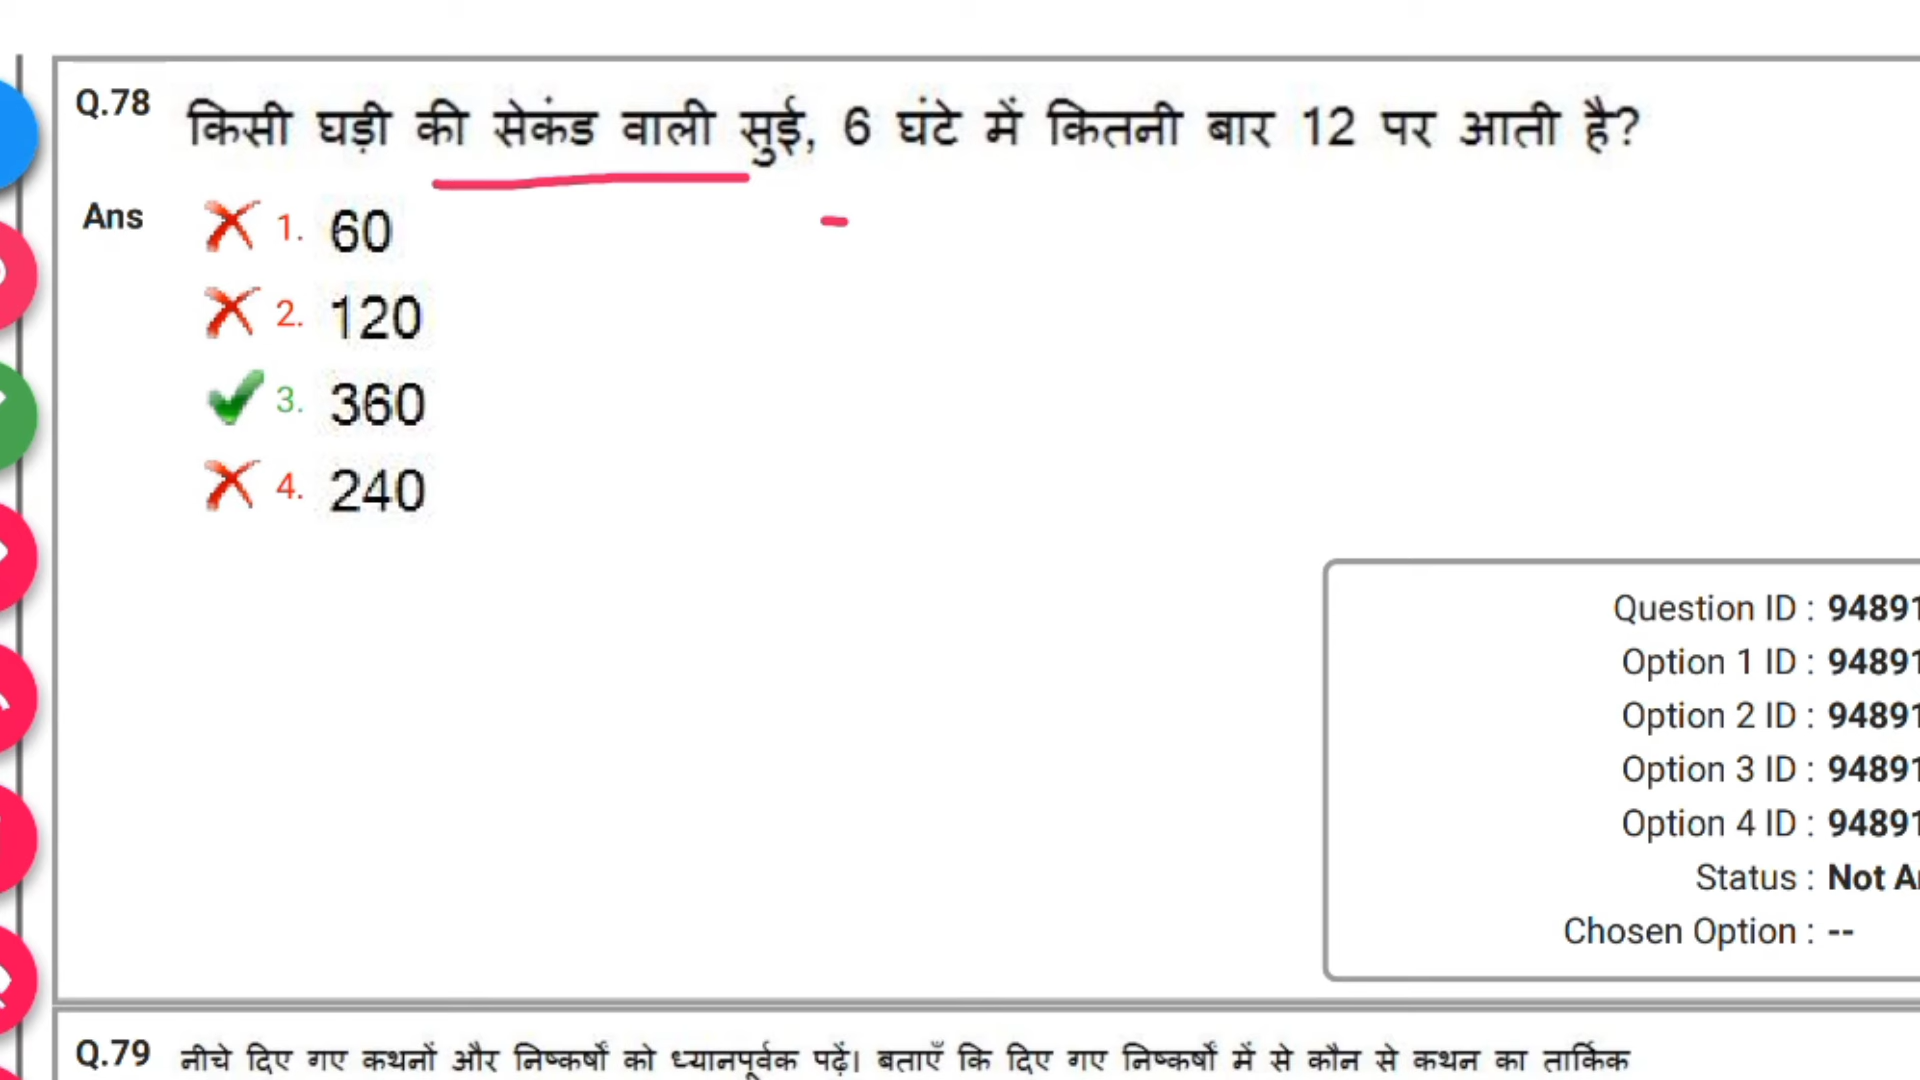 Q.78 किसी घड़ी की सेकंड वाली सुई, 6 घंटे में कितनी बार 12 पर आती है?
Ans 1. 60
2. 120
3. 360
4. 240
Question ID : 94891
Option 1 ID : 94891
Option 2 ID : 94891
Option 3 ID : 94891
Option 4 ID : 94891
Status : Not
Chosen Option : --
Q.79 नीचे दिए गए कथनों और निष्कर्षों को ध्यानपूर्वक पढ़ें। बताएँ कि दिए गए निष्कर्षों में से कौन से कथन का तार्किक